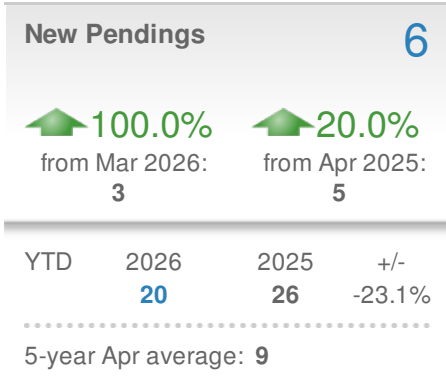 New Pendings 6
100.0% 20.0%
from Mar 2026: from Apr 2025:
3 5
YTD 2026 2025 +/-
20 26 -23.1%
5-year Apr average: 9